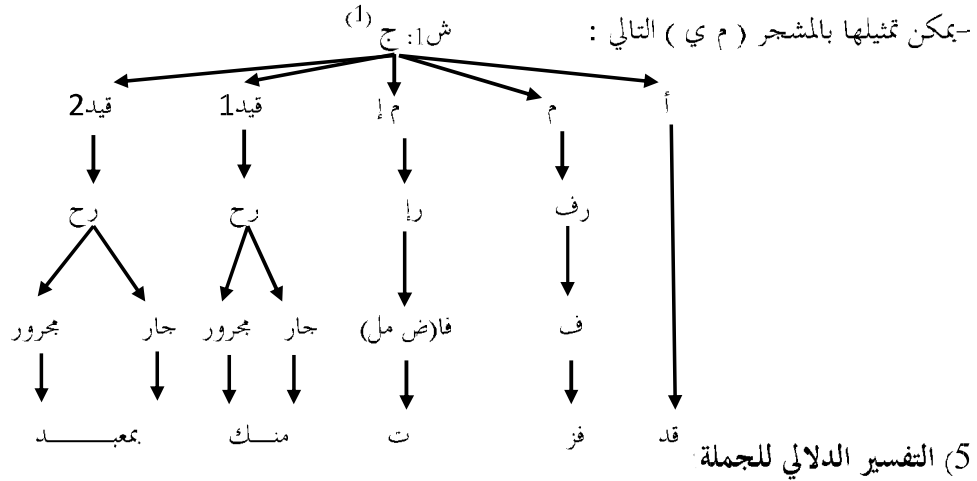 -يمكن تمثيلها بالمشجر ( م ي ) التالي :
ش1: ج (1)
أ م م إ قيد1 قيد2
رف رإ رح رح
ف فا(ض مل) جار مجرور جار مجرور
قد فز ت منـــك بمعبـــــــــد
5) التفسير الدلالي للجملة